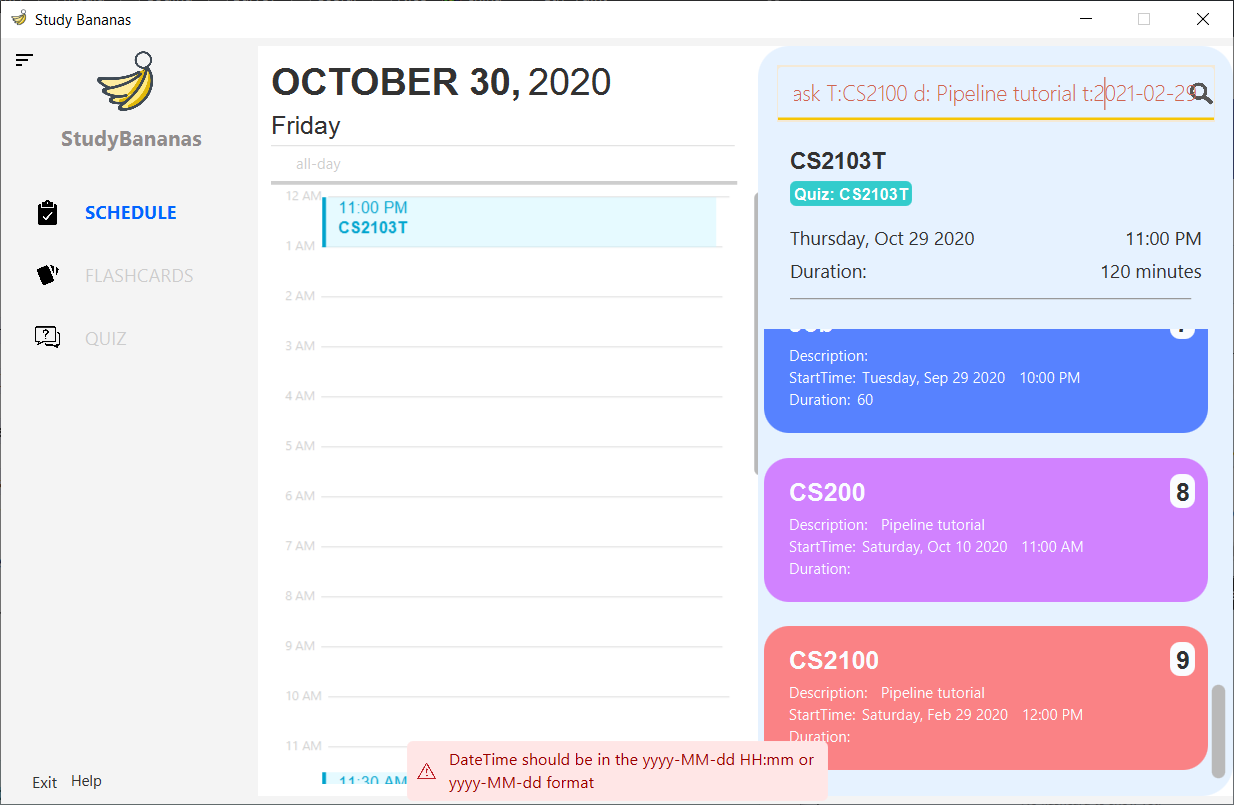 Study Bananas
StudyBananas
SCHEDULE
FLASHCARDS
QUIZ
Exit Help
OCTOBER 30, 2020
Friday
all-day
12 AM
11:00 PM
CS2103T
1 AM
2 AM
3 AM
4 AM
5 AM
6 AM
7 AM
8 AM
9 AM
10 AM
11 AM
11:30 AM
ask T:CS2100 d: Pipeline tutorial t:2021-02-29
CS2103T
Quiz: CS2103T
Thursday, Oct 29 2020 11:00 PM
Duration: 120 minutes
Description:
StartTime: Tuesday, Sep 29 2020 10:00 PM
Duration: 60
CS200 8
Description: Pipeline tutorial
StartTime: Saturday, Oct 10 2020 11:00 AM
Duration:
CS2100 9
Description: Pipeline tutorial
StartTime: Saturday, Feb 29 2020 12:00 PM
Duration:
DateTime should be in the yyyy-MM-dd HH:mm or
yyyy-MM-dd format